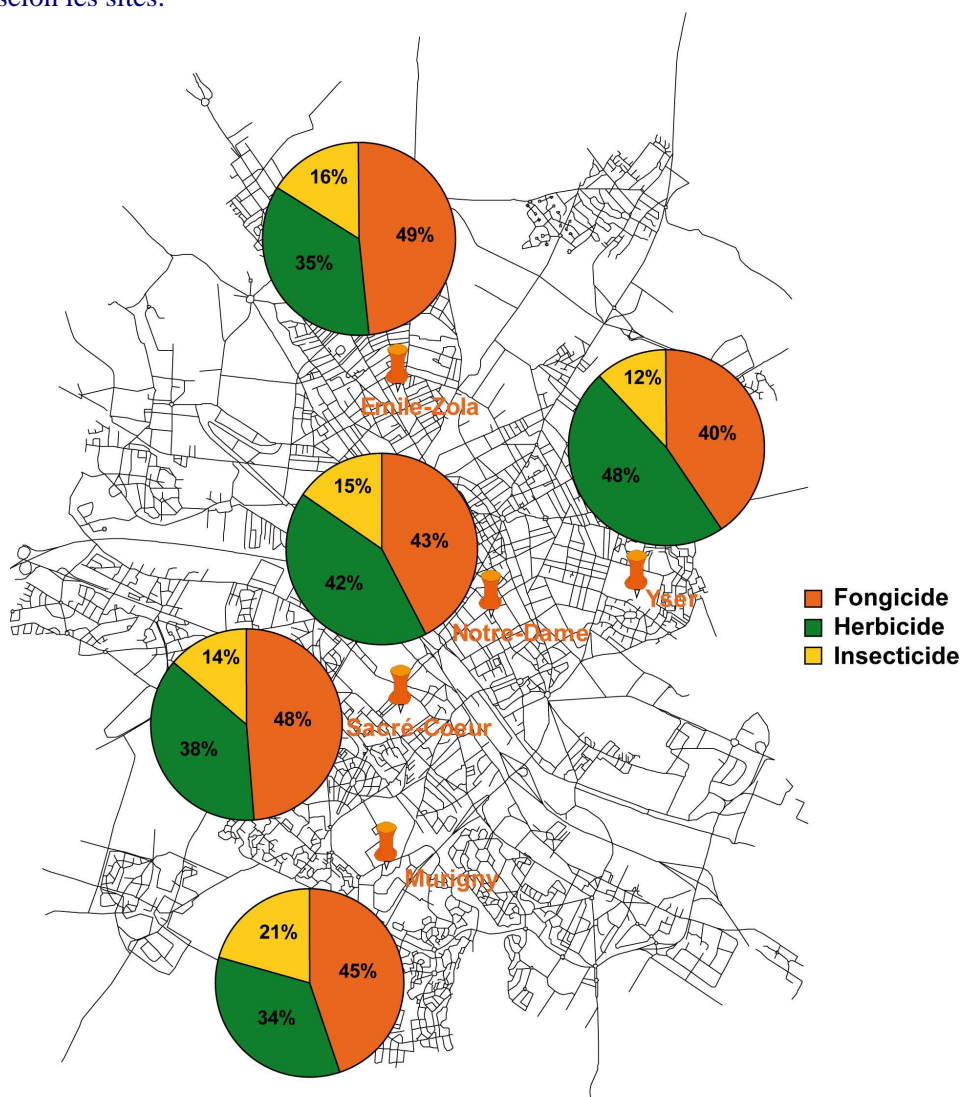 selon les sites.
16%
49%
35%
Emile-Zola
12%
40%
48%
Yser
15%
43%
42%
Notre-Dame
Fongicide
Herbicide
Insecticide
14%
48%
38%
Sacré-Coeur
Murigny
21%
45%
34%